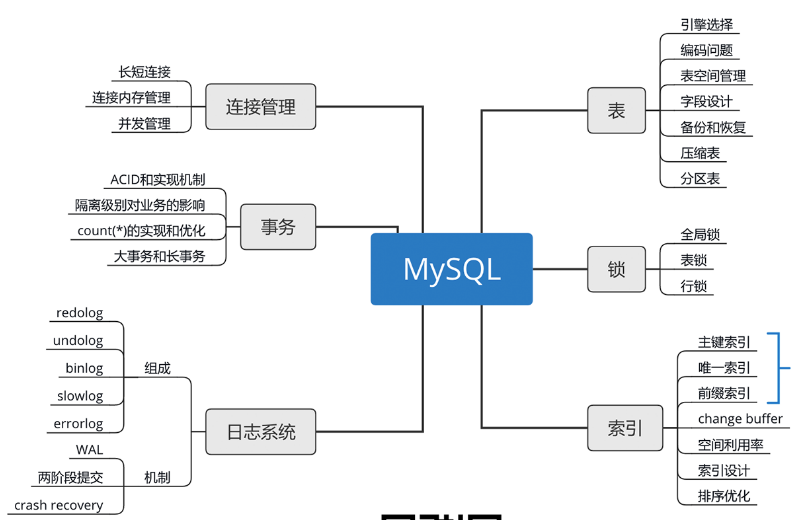 MySQL
连接管理
长短连接
连接内存管理
并发管理
事务
ACID和实现机制
隔离级别对业务的影响
count(*)的实现和优化
大事务和长事务
日志系统
组成
redolog
undolog
binlog
slowlog
errorlog
机制
WAL
两阶段提交
crash recovery
表
引擎选择
编码问题
表空间管理
字段设计
备份和恢复
压缩表
分区表
锁
全局锁
表锁
行锁
索引
主键索引
唯一索引
前缀索引
change buffer
空间利用率
索引设计
排序优化